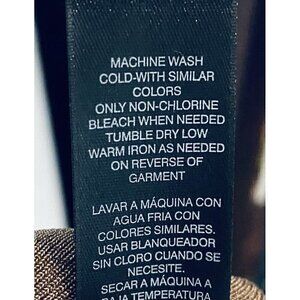 MACHINE WASH
COLD-WITH SIMILAR
COLORS
ONLY NON-CHLORINE
BLEACH WHEN NEEDED
TUMBLE DRY LOW
WARM IRON AS NEEDED
ON REVERSE OF
GARMENT
LAVAR A MÁQUINA CON
AGUA FRIA CON
COLORES SIMILARES.
USAR BLANQUEADOR
SIN CLORO CUANDO SE
NECESITE.
SECAR A MÁQUINA A
BAJA TEMPERATURA